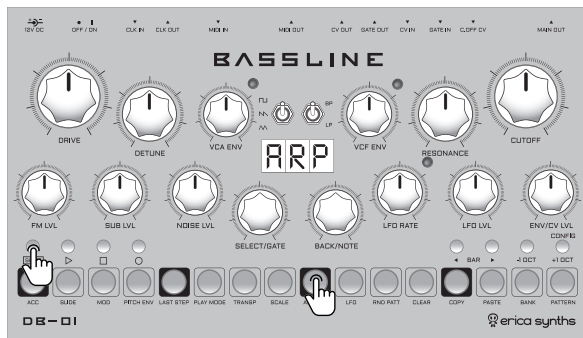 12V DC OFF / ON CLK IN CLK OUT MIDI IN MIDI OUT CV OUT GATE OUT CV IN GATE IN C.OFF CV MAIN OUT
BASSLINE
BP
LP
DRIVE DETUNE VCA ENV VCF ENV RESONANCE CUTOFF
ARP
FM LVL SUB LVL NOISE LVL SELECT/GATE BACK/NOTE LFO RATE LFO LVL ENV/CV LVL
CONFIG
BAR -1 OCT +1 OCT
ACC SLIDE MOD PITCH ENV LAST STEP PLAY MODE TRANSP SCALE LFO RND PATT CLEAR COPY PASTE BANK PATTERN
DB-01 erica synths